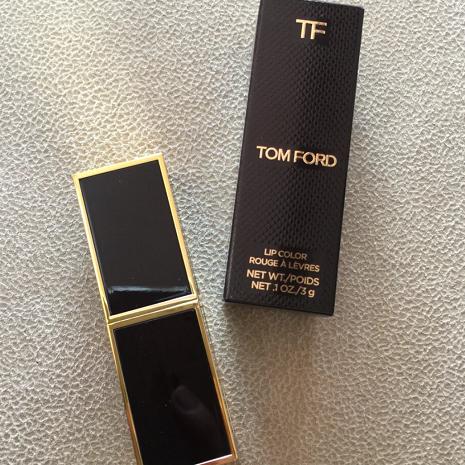 TF
TOM FORD
LIP COLOR
ROUGE À LÈVRES
NET WT./POIDS
NET .1 OZ./3 g